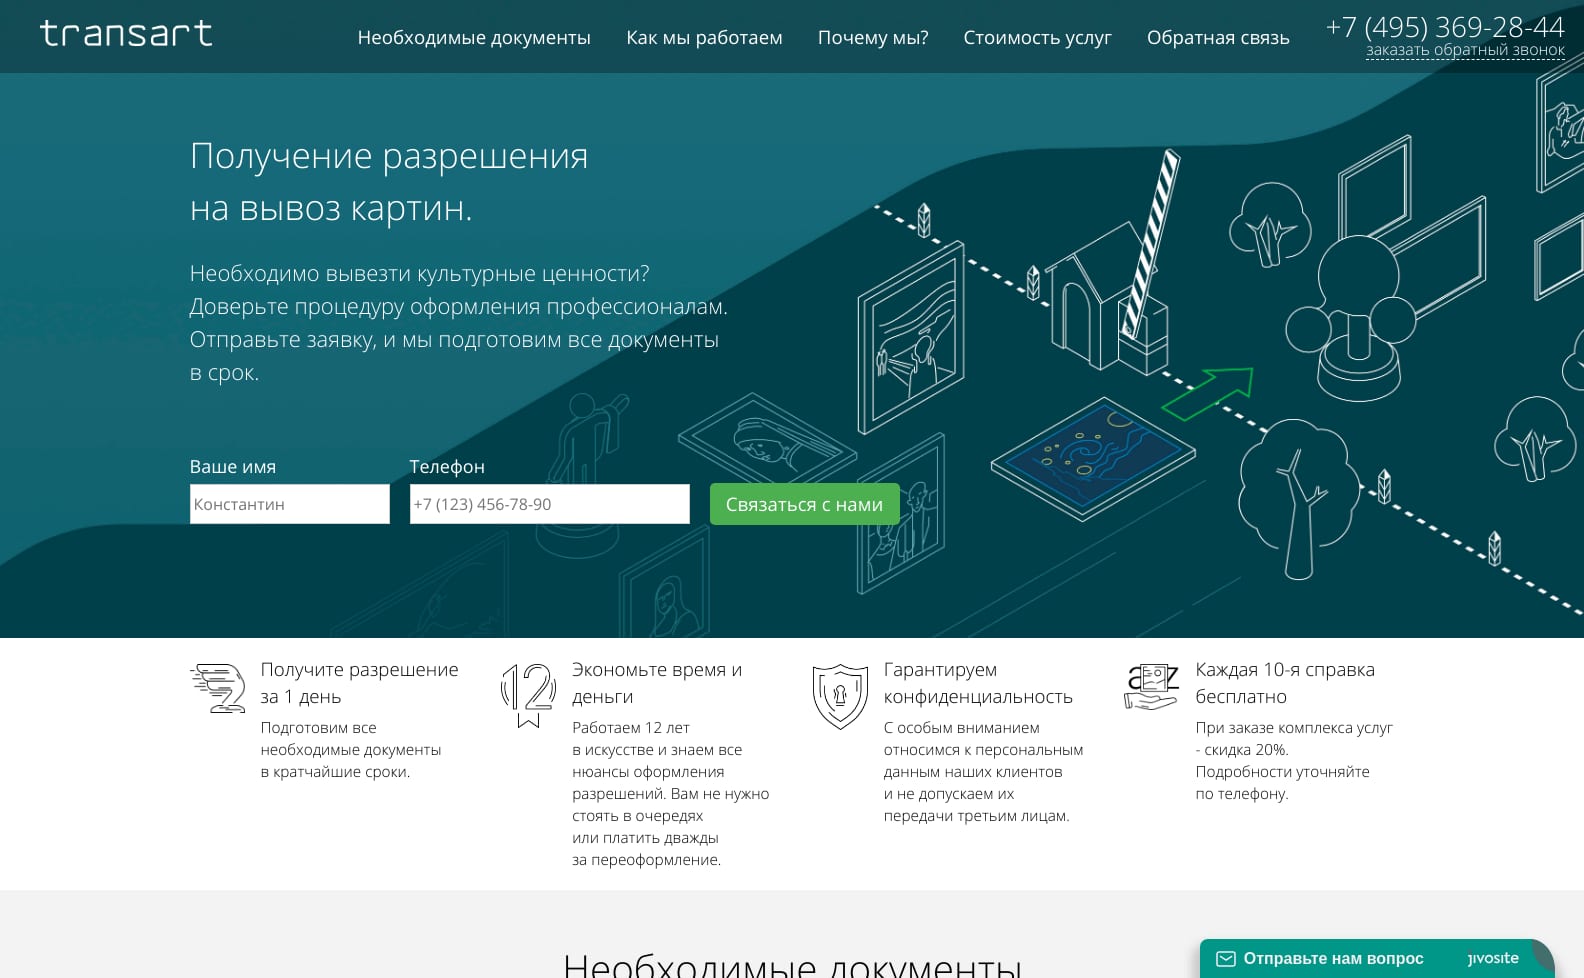 transart
Необходимые документы
Как мы работаем
Почему мы?
Стоимость услуг
Обратная связь
+7 (495) 369-28-44
заказать обратный звонок
Получение разрешения
на вывоз картин.
Необходимо вывезти культурные ценности?
Доверьте процедуру оформления профессионалам.
Отправьте заявку, и мы подготовим все документы
в срок.
Ваше имя
Телефон
Константин
+7 (123) 456-78-90
Связаться с нами
Получите разрешение
за 1 день
Подготовим все
необходимые документы
в кратчайшие сроки.
12
Экономьте время и
деньги
Работаем 12 лет
в искусстве и знаем все
нюансы оформления
разрешений. Вам не нужно
стоять в очередях
или платить дважды
за переоформление.
Гарантируем
конфиденциальность
С особым вниманием
относимся к персональным
данным наших клиентов
и не допускаем их
передачи третьим лицам.
Каждая 10-я справка
бесплатно
При заказе комплекса услуг
- скидка 20%.
Подробности уточняйте
по телефону.
Необходимые документы
Отправьте нам вопрос
jivosite